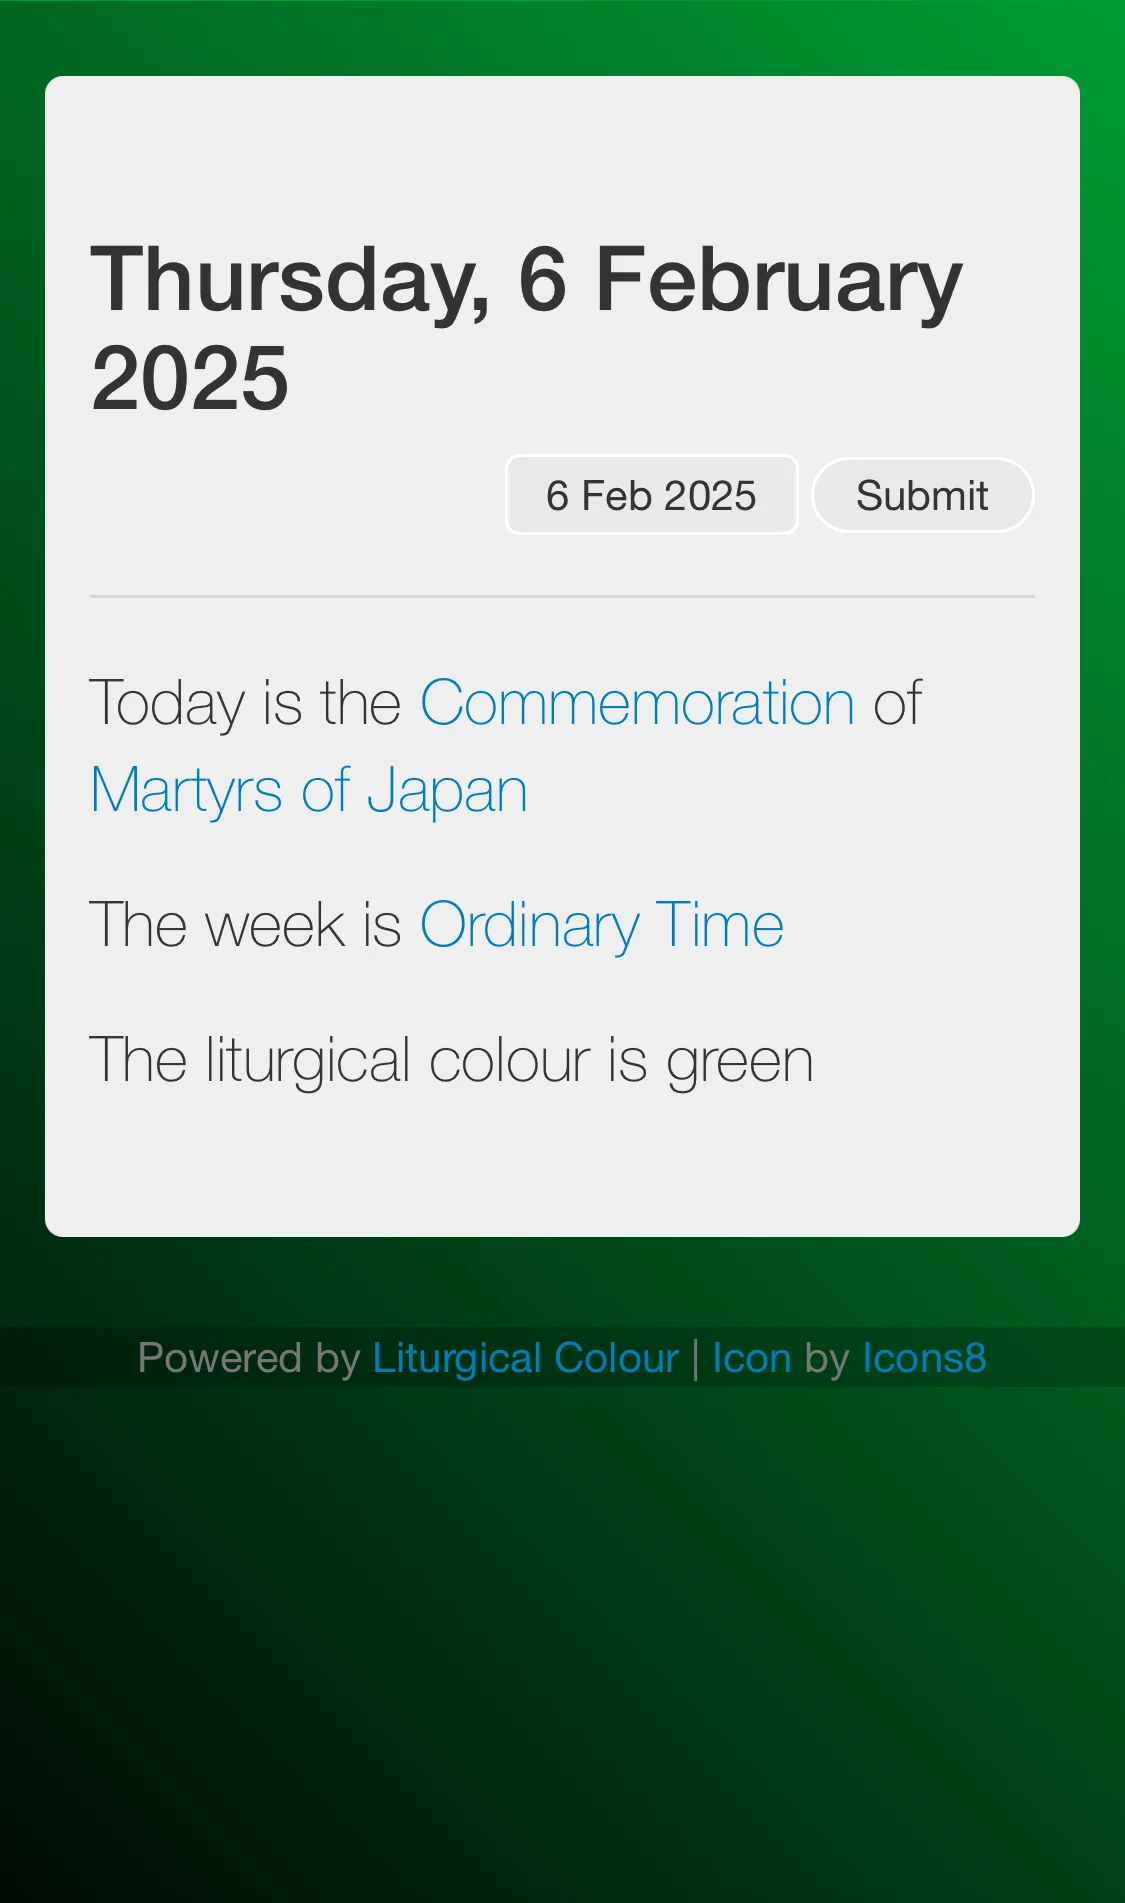 Thursday, 6 February
2025
6 Feb 2025 Submit
Today is the Commemoration of
Martyrs of Japan
The week is Ordinary Time
The liturgical colour is green
Powered by Liturgical Colour | Icon by Icons8